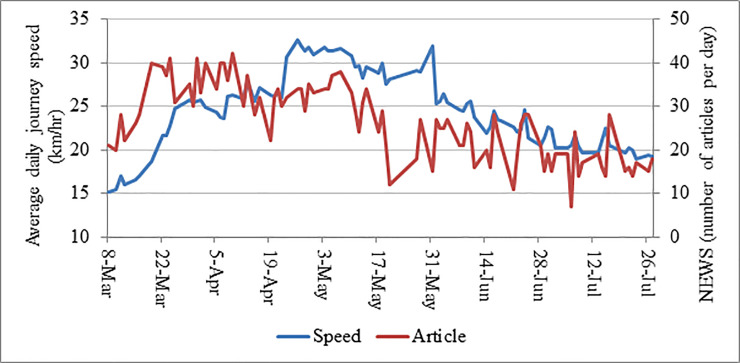 Average daily journey speed
(km/hr)
35
30
25
20
15
10
50
40
30
20
10
0
NEWS (number of articles per day)
8-Mar
22-Mar
5-Apr
19-Apr
3-May
17-May
31-May
14-Jun
28-Jun
12-Jul
26-Jul
Speed
Article